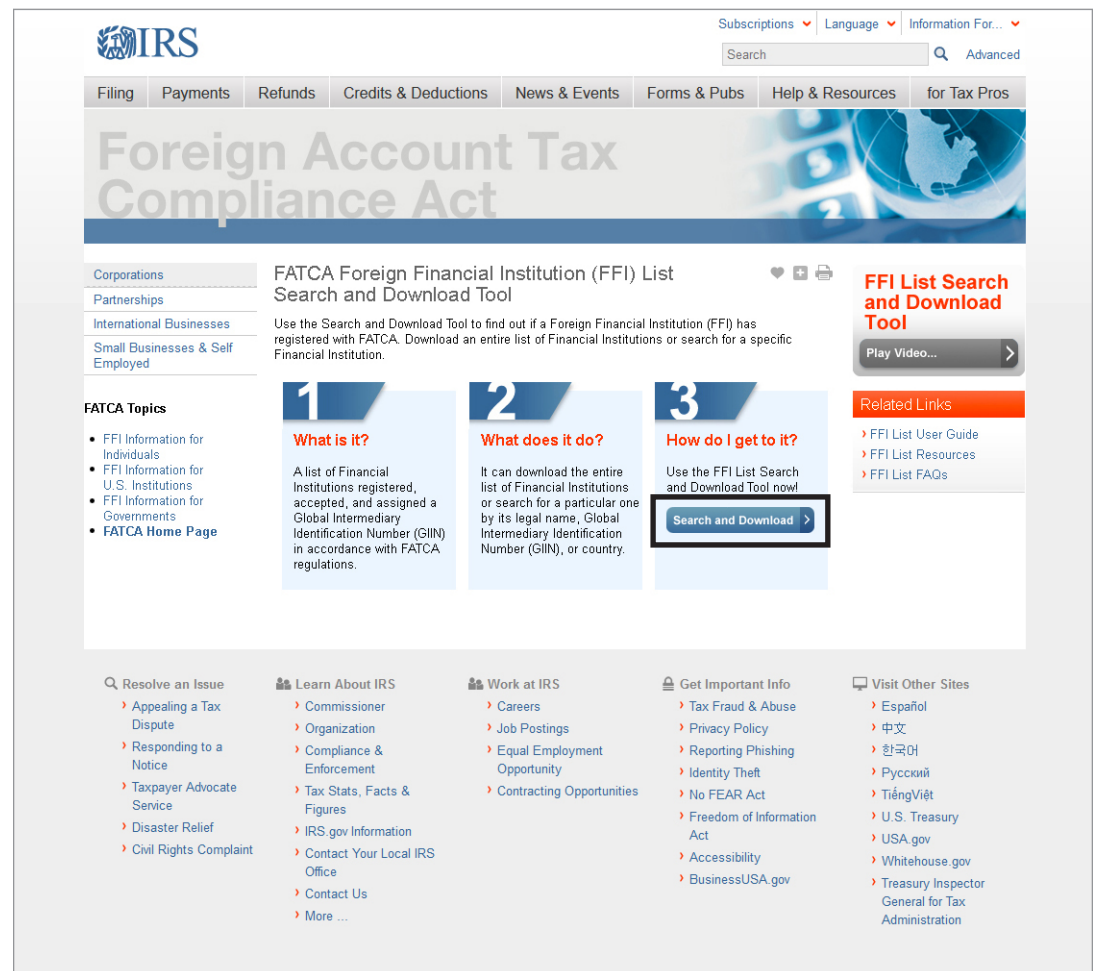 IRS
Subscriptions Language Information For...
Search Advanced
Filing Payments Refunds Credits & Deductions News & Events Forms & Pubs Help & Resources for Tax Pros
Foreign Account Tax
Compliance Act
Corporations
Partnerships
International Businesses
Small Businesses & Self
Employed
FATCA Topics
FFI Information for
Individuals
FFI Information for
U.S. Institutions
FFI Information for
Governments
FATCA Home Page
FATCA Foreign Financial Institution (FFI) List
Search and Download Tool
Use the Search and Download Tool to find out if a Foreign Financial Institution (FFI) has
registered with FATCA. Download an entire list of Financial Institutions or search for a specific
Financial Institution.
1
What is it?
A list of Financial
Institutions registered,
accepted, and assigned a
Global Intermediary
Identification Number (GIIN)
in accordance with FATCA
regulations.
2
What does it do?
It can download the entire
list of Financial Institutions
or search for a particular one
by its legal name, Global
Intermediary Identification
Number (GIIN), or country.
3
How do I get to it?
Use the FFI List Search
and Download Tool now!
Search and Download
FFI List Search
and Download
Tool
Play Video...
Related Links
FFI List User Guide
FFI List Resources
FFI List FAQs
Resolve an Issue
Appealing a Tax
Dispute
Responding to a
Notice
Taxpayer Advocate
Service
Disaster Relief
Civil Rights Complaint
Learn About IRS
Commissioner
Organization
Compliance &
Enforcement
Tax Stats, Facts &
Figures
IRS.gov Information
Contact Your Local IRS
Office
Contact Us
More ...
Work at IRS
Careers
Job Postings
Equal Employment
Opportunity
Contracting Opportunities
Get Important Info
Tax Fraud & Abuse
Privacy Policy
Reporting Phishing
Identity Theft
No FEAR Act
Freedom of Information
Act
Accessibility
BusinessUSA.gov
Visit Other Sites
Español
中文
한국어
Русский
TiếngViệt
U.S. Treasury
USA.gov
Whitehouse.gov
Treasury Inspector
General for Tax
Administration